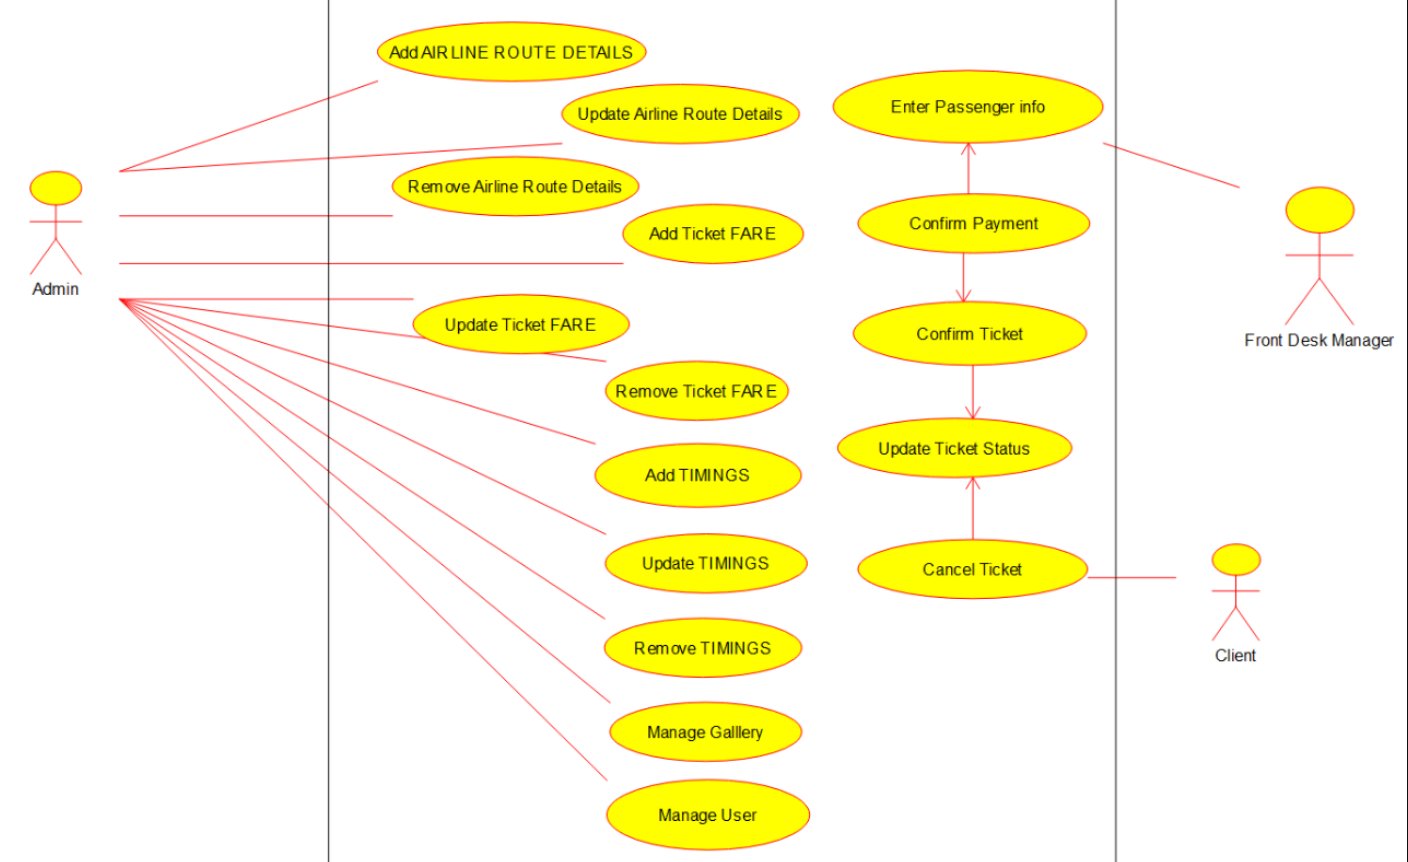 Add AIRLINE ROUTE DETAILS
Update Airline Route Details
Remove Airline Route Details
Add Ticket FARE
Update Ticket FARE
Remove Ticket FARE
Add TIMINGS
Update TIMINGS
Remove TIMINGS
Manage Galllery
Manage User
Admin
Enter Passenger info
Confirm Payment
Confirm Ticket
Update Ticket Status
Cancel Ticket
Front Desk Manager
Client